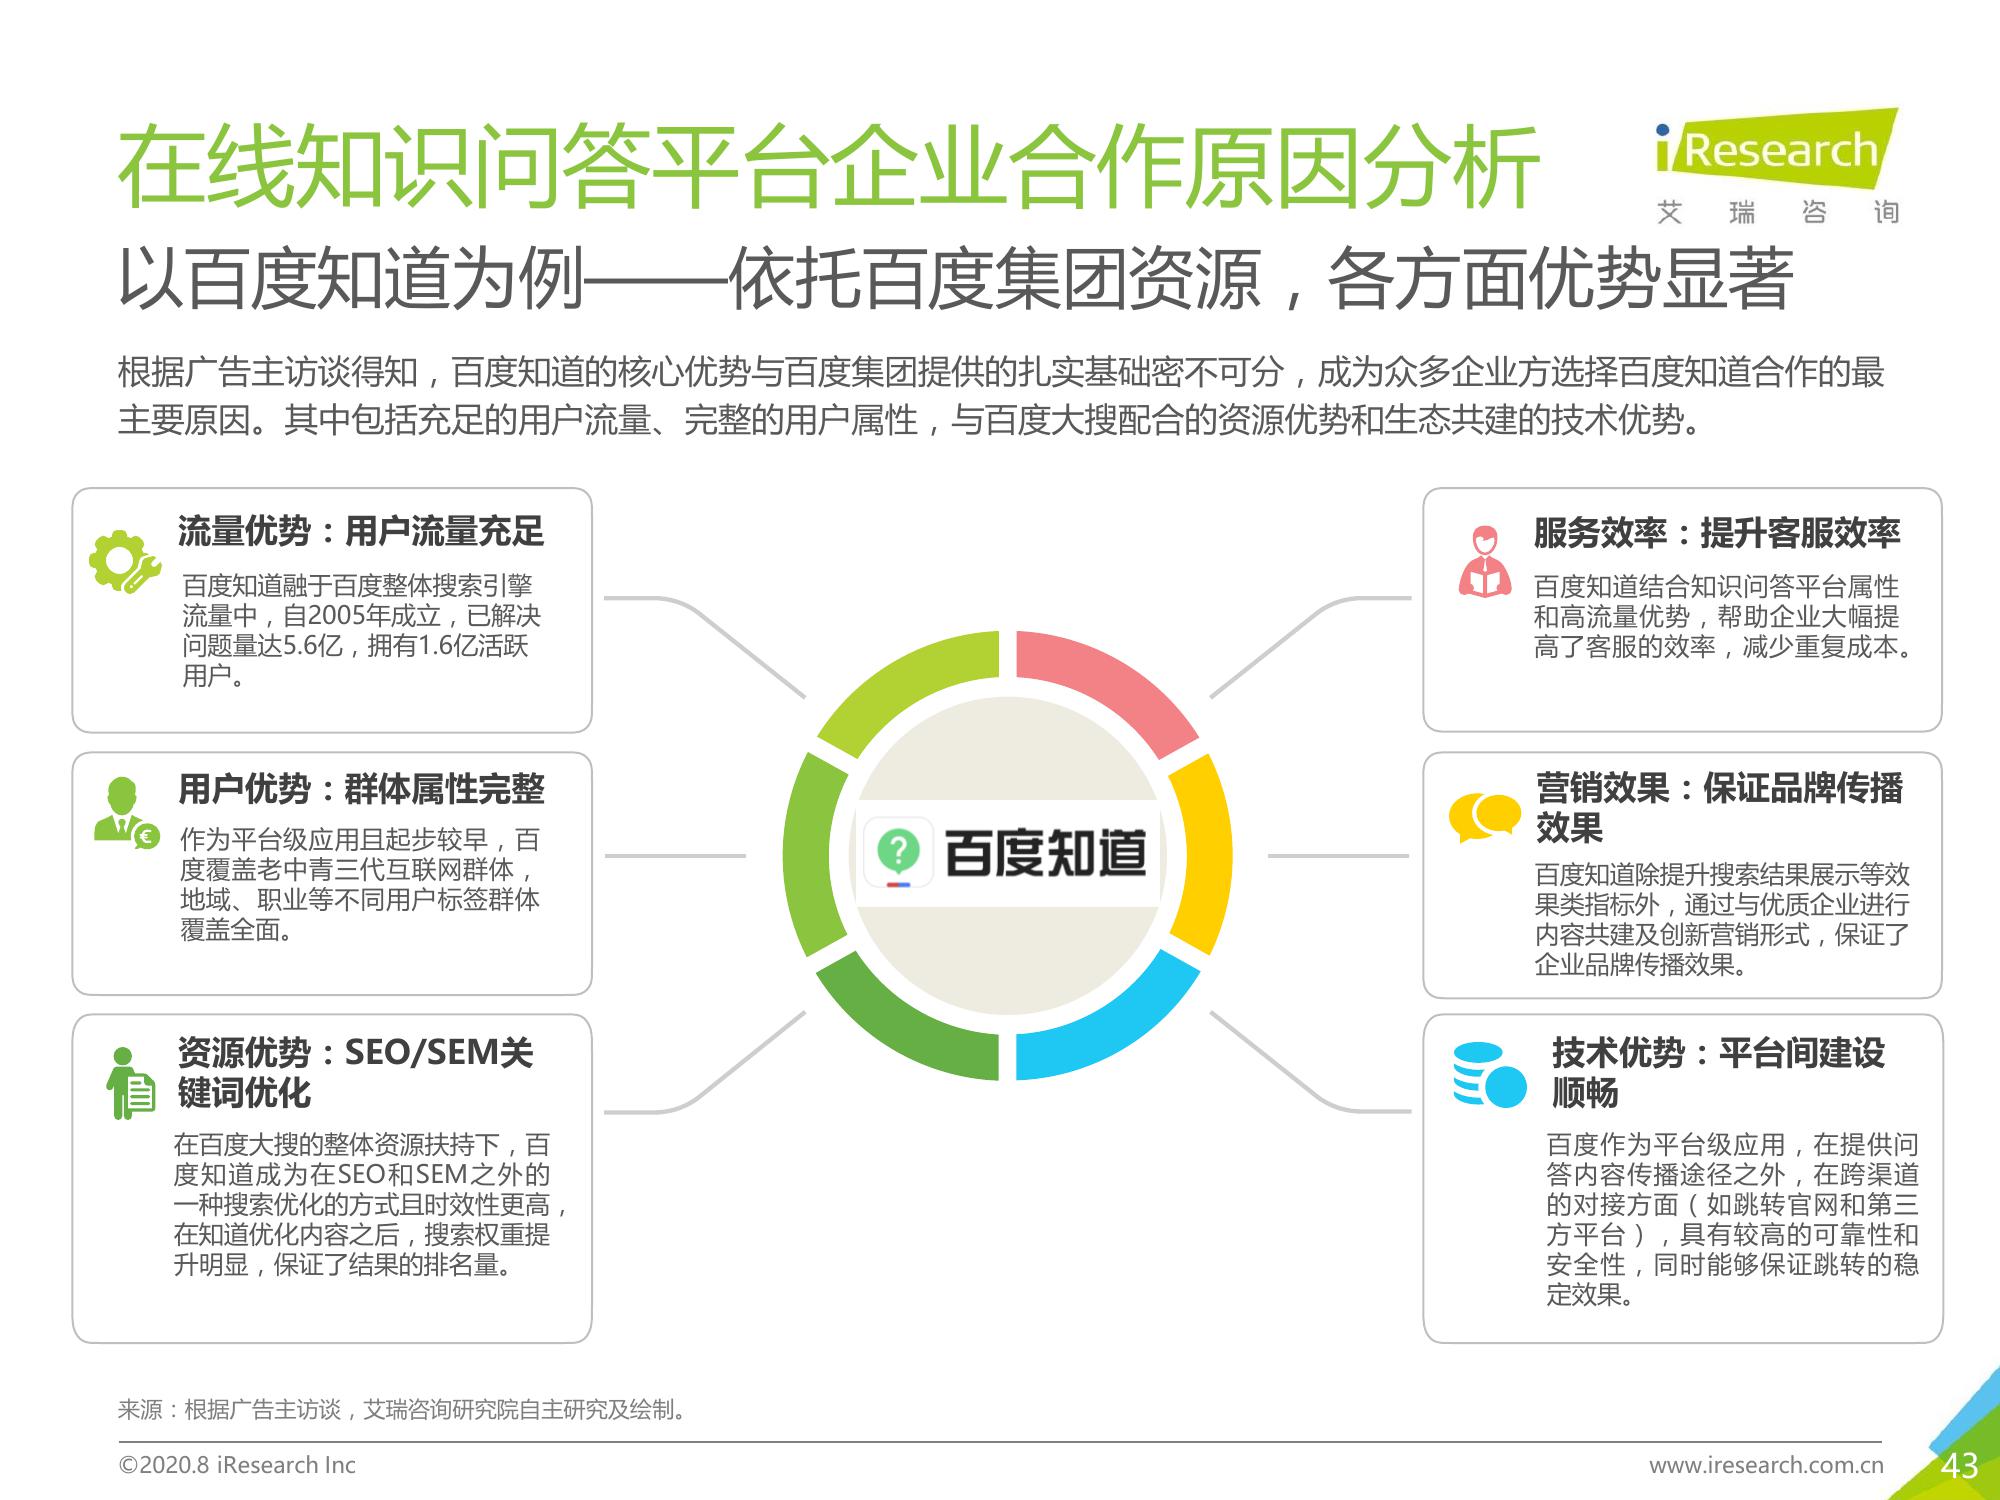 在线知识问答平台企业合作原因分析
iResearch
艾瑞咨询
以百度知道为例——依托百度集团资源，各方面优势显著
根据广告主访谈得知，百度知道的核心优势与百度集团提供的扎实基础密不可分，成为众多企业方选择百度知道合作的最
主要原因。其中包括充足的用户流量、完整的用户属性，与百度大搜配合的资源优势和生态共建的技术优势。
流量优势：用户流量充足
百度知道融于百度整体搜索引擎
流量中，自2005年成立，已解决
问题量达5.6亿，拥有1.6亿活跃
用户。
用户优势：群体属性完整
作为平台级应用且起步较早，百
度覆盖老中青三代互联网群体，
地域、职业等不同用户标签群体
覆盖全面。
资源优势：SEO/SEM关
键词优化
在百度大搜的整体资源扶持下，百
度知道成为在SEO和SEM之外的
一种搜索优化的方式且时效性更高，
在知道优化内容之后，搜索权重提
升明显，保证了结果的排名量。
百度知道
服务效率：提升客服效率
百度知道结合知识问答平台属性
和高流量优势，帮助企业大幅提
高了客服的效率，减少重复成本。
营销效果：保证品牌传播
效果
百度知道除提升搜索结果展示等效
果类指标外，通过与优质企业进行
内容共建及创新营销形式，保证了
企业品牌传播效果。
技术优势：平台间建设
顺畅
百度作为平台级应用，在提供问
答内容传播途径之外，在跨渠道
的对接方面（如跳转官网和第三
方平台），具有较高的可靠性和
安全性，同时能够保证跳转的稳
定效果。
来源：根据广告主访谈，艾瑞咨询研究院自主研究及绘制。
©2020.8 iResearch Inc
www.iresearch.com.cn
43